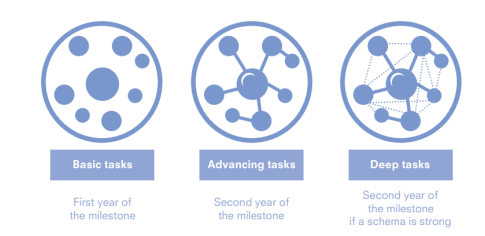 Basic tasks
Advancing tasks
Deep tasks
First year of
the milestone
Second year of
the milestone
Second year of
the milestone
if a schema is strong